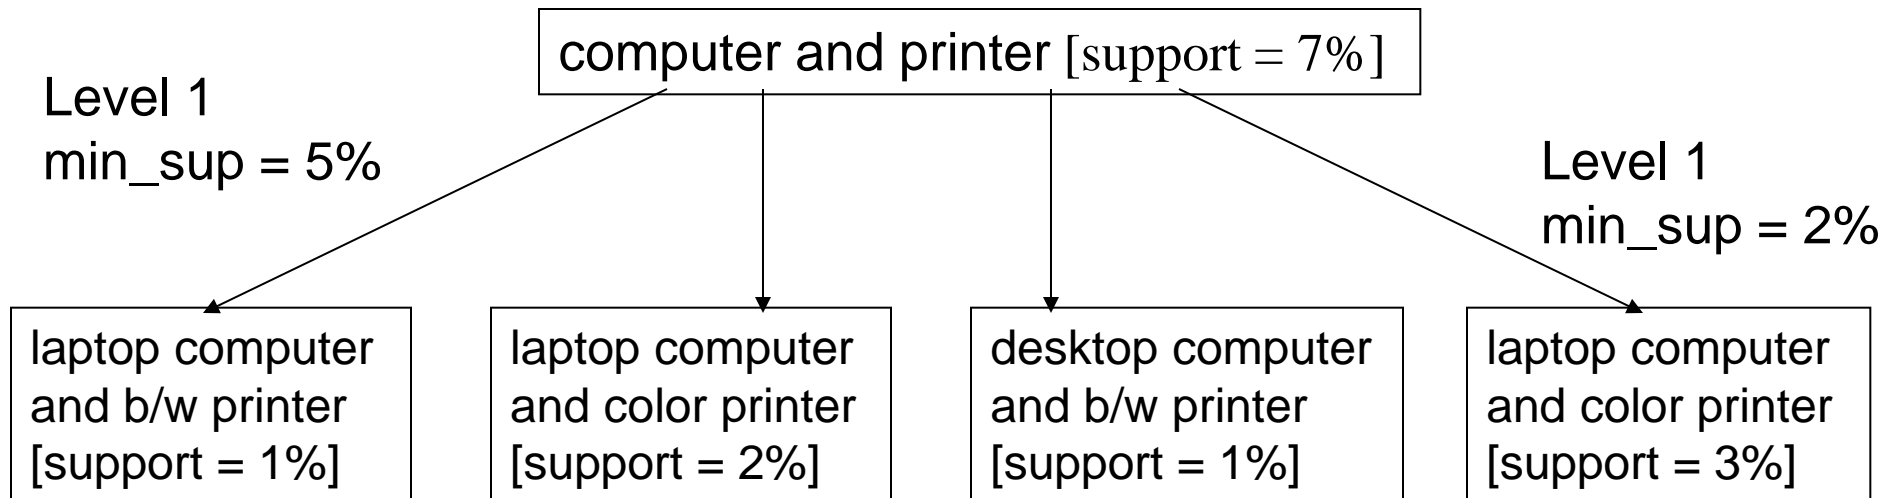 computer and printer [support = 7%]
Level 1
min_sup = 5%
Level 1
min_sup = 2%
laptop computer
and b/w printer
[support = 1%]
laptop computer
and color printer
[support = 2%]
desktop computer
and b/w printer
[support = 1%]
laptop computer
and color printer
[support = 3%]